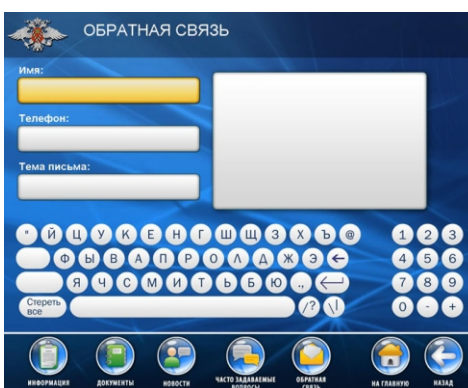 ОБРАТНАЯ СВЯЗЬ
Имя:
Телефон:
Тема письма:
" Й Ц У К Е Н Г Ш Щ З Х Ъ @ 1 2 3
Ф Ы В А П Р О Л Д Ж Э ← 4 5 6
Я Ч С М И Т Ь Б Ю ., 7 8 9
Стереть
все /? \| 0 - +
ИНФОРМАЦИЯ ДОКУМЕНТЫ НОВОСТИ ЧАСТО ЗАДАВАЕМЫЕ ОБРАТНАЯ НА ГЛАВНУЮ НАЗАД
ВОПРОСЫ СВЯЗЬ